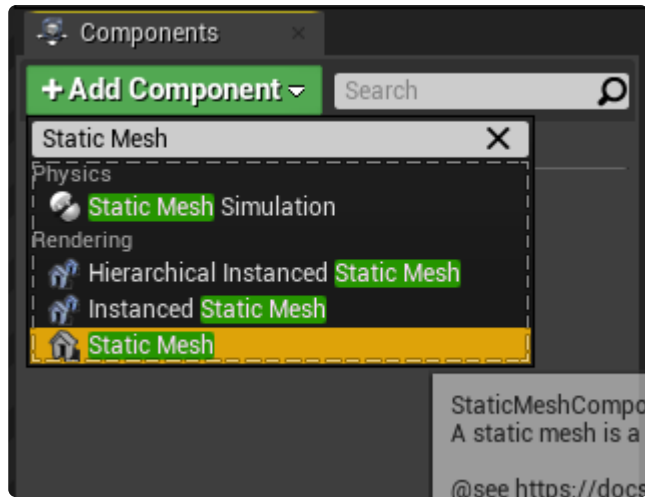 Components
+ Add Component
Search
Static Mesh
Physics
Static Mesh Simulation
Rendering
Hierarchical Instanced Static Mesh
Instanced Static Mesh
Static Mesh
StaticMeshCompo
A static mesh is a
@see https://docs